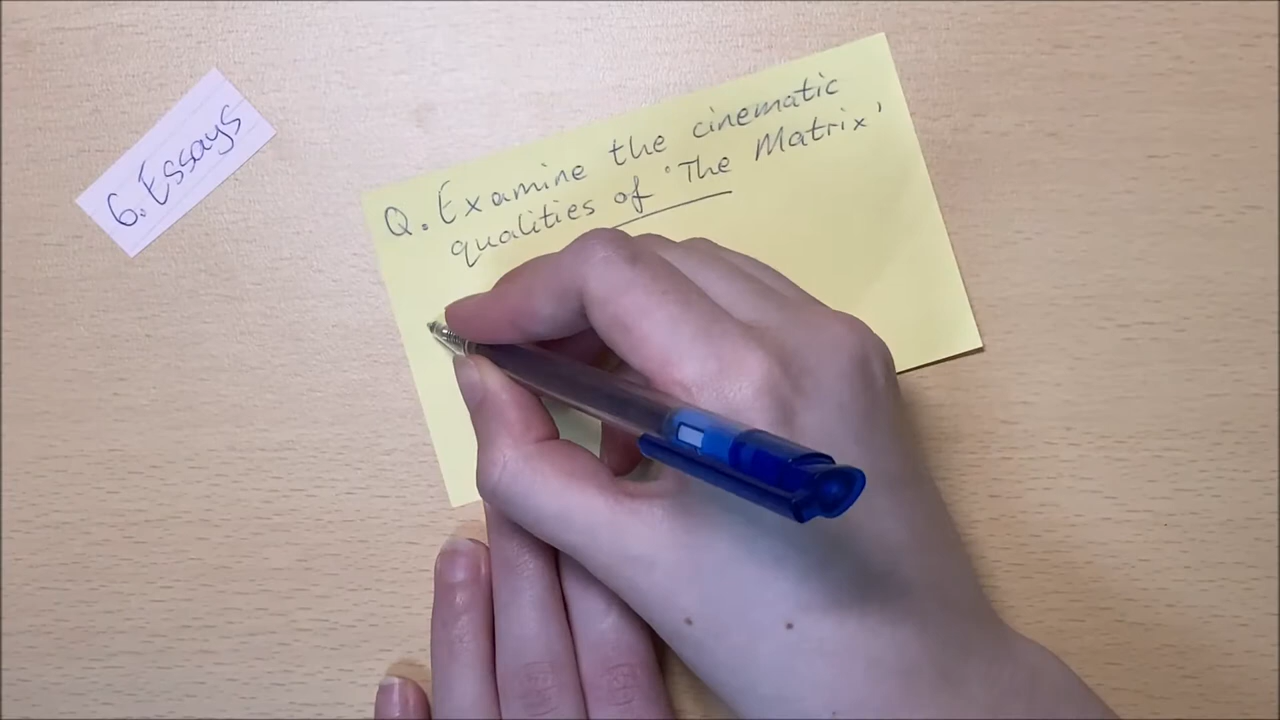 6. Essays
Q. Examine the cinematic
qualities of 'The Matrix'